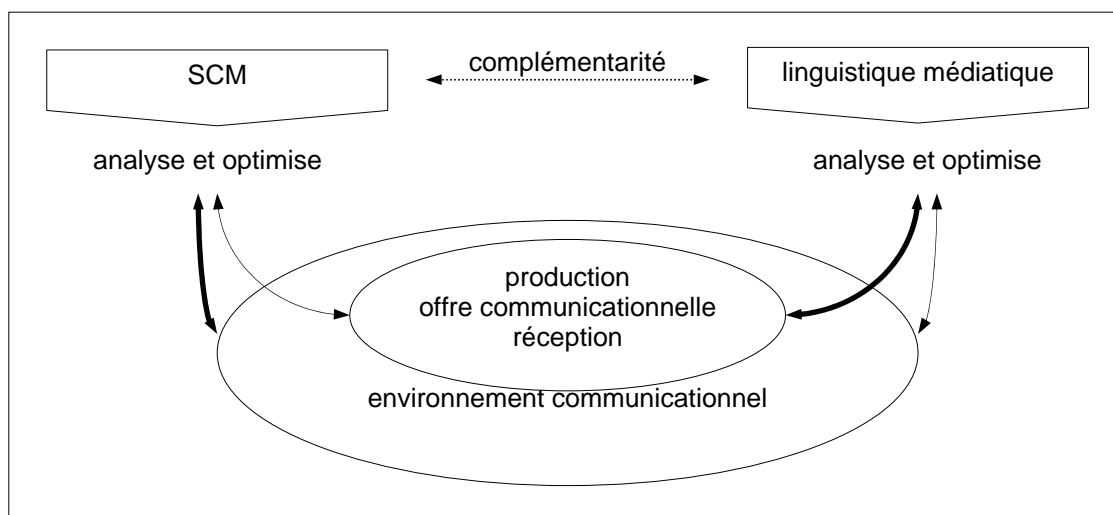 SCM
complémentarité
linguistique médiatique
analyse et optimise
analyse et optimise
production
offre communicationnelle
réception
environnement communicationnel